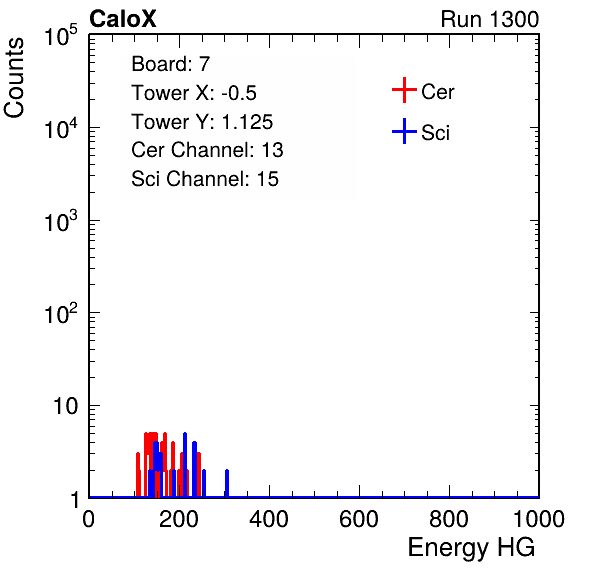 CaloX Run 1300
Counts
10^5
10^4
10^3
10^2
10
1
Board: 7
Tower X: -0.5
Tower Y: 1.125
Cer Channel: 13
Sci Channel: 15
Cer
Sci
0 200 400 600 800 1000
Energy HG